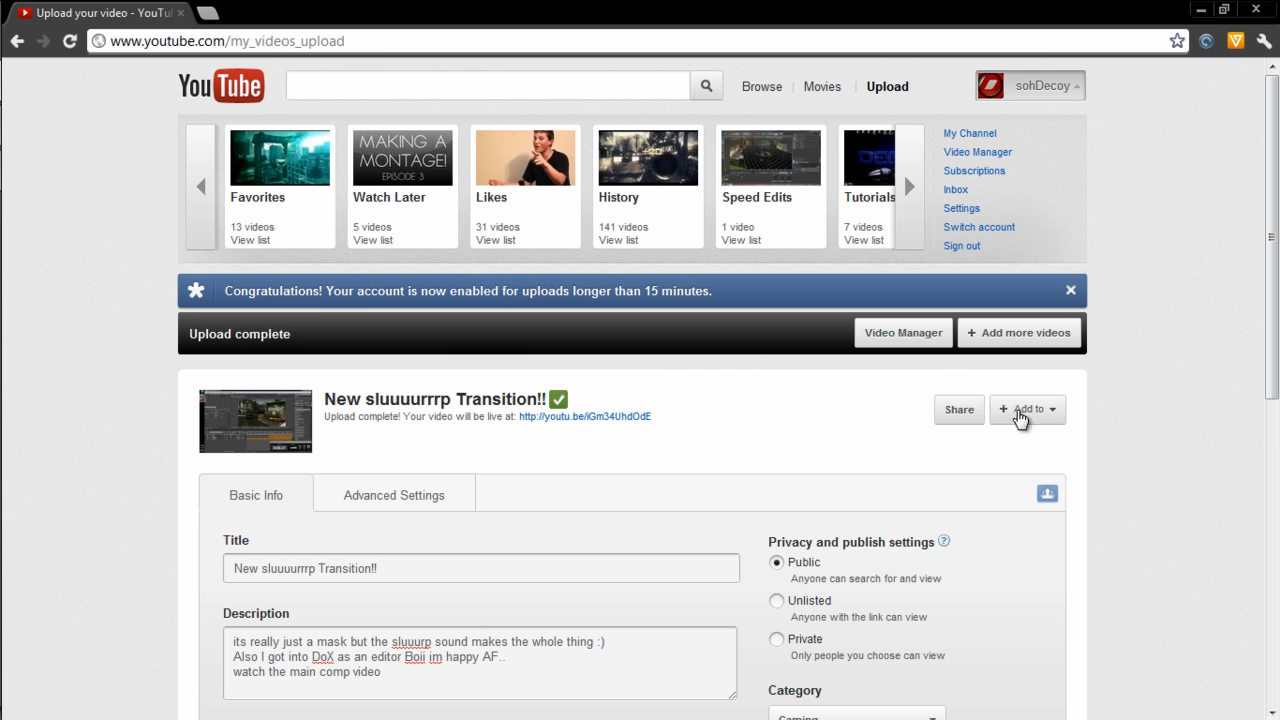 Upload your video - YouTu
www.youtube.com/my_videos_upload
YouTube
Browse
Movies
Upload
sohDecoy
MAKING A
MONTAGE!
EPISODE 3
Favorites
13 videos
View list
Watch Later
5 videos
View list
Likes
31 videos
View list
History
141 videos
View list
Speed Edits
1 video
View list
Tutorials
7 videos
View list
My Channel
Video Manager
Subscriptions
Inbox
Settings
Switch account
Sign out
Congratulations! Your account is now enabled for uploads longer than 15 minutes.
Upload complete
Video Manager
+ Add more videos
New sluuuurrrp Transition!!
Upload complete! Your video will be live at: http://youtu.be/iGm34UhdOdE
Share
+ Add to
Basic Info
Advanced Settings
Title
New sluuuurrrp Transition!!
Description
its really just a mask but the sluuurp sound makes the whole thing :)
Also I got into DoX as an editor Boii im happy AF..
watch the main comp video
Privacy and publish settings ?
Public
Anyone can search for and view
Unlisted
Anyone with the link can view
Private
Only people you choose can view
Category
Gaming